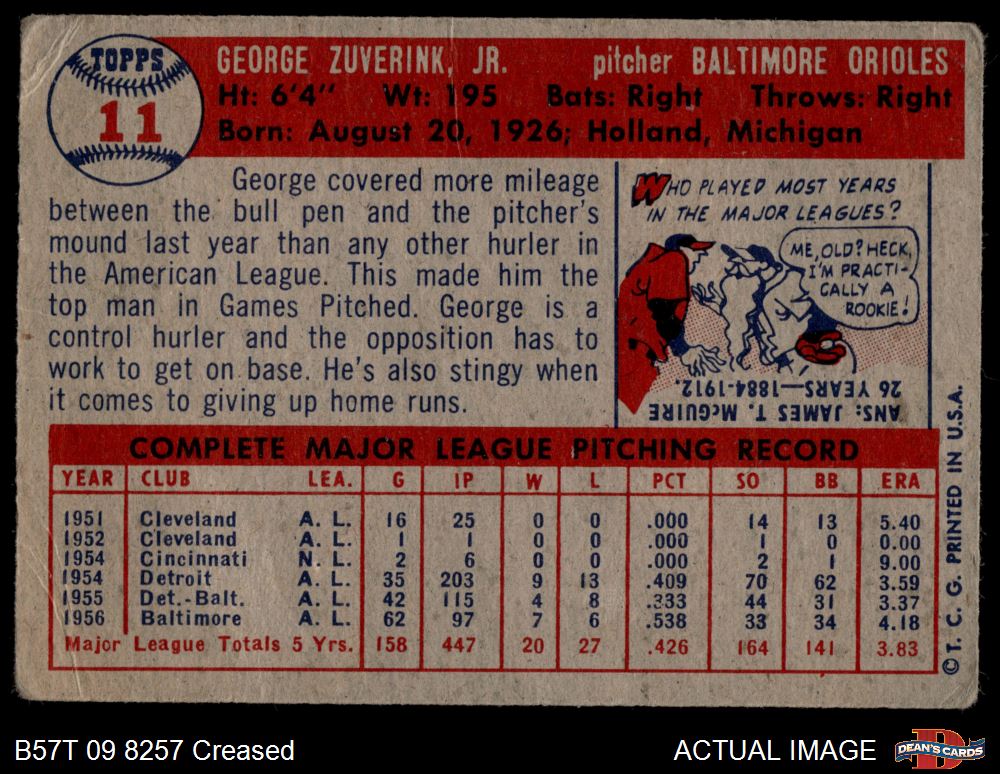 TOPPS
11
GEORGE ZUVERINK, JR. pitcher BALTIMORE ORIOLES
Ht: 6'4" Wt: 195 Bats: Right Throws: Right
Born: August 20, 1926; Holland, Michigan
George covered more mileage
between the bull pen and the pitcher's
mound last year than any other hurler in
the American League. This made him the
top man in Games Pitched. George is a
control hurler and the opposition has to
work to get on base. He's also stingy when
it comes to giving up home runs.
WHO PLAYED MOST YEARS
IN THE MAJOR LEAGUES?
ME, OLD? HECK,
I'M PRACTI-
CALLY A
ROOKIE!
ANS: JAMES T. McGUIRE
26 YEARS—1884-1912.
COMPLETE MAJOR LEAGUE PITCHING RECORD
YEAR CLUB LEA. G IP W L PCT SO BB ERA
1951 Cleveland A. L. 16 25 0 0 .000 14 13 5.40
1952 Cleveland A. L. 1 1 0 0 .000 1 0 0.00
1954 Cincinnati N. L. 2 6 0 0 .000 2 1 9.00
1954 Detroit A. L. 35 203 9 13 .409 70 62 3.59
1955 Det.-Balt. A. L. 42 115 4 8 .333 44 31 3.37
1956 Baltimore A. L. 62 97 7 6 .538 33 34 4.18
Major League Totals 5 Yrs. 158 447 20 27 .426 164 141 3.83
© T. C. G. PRINTED IN U.S.A.
B57T 09 8257 Creased
ACTUAL IMAGE
D
DEAN'S CARDS